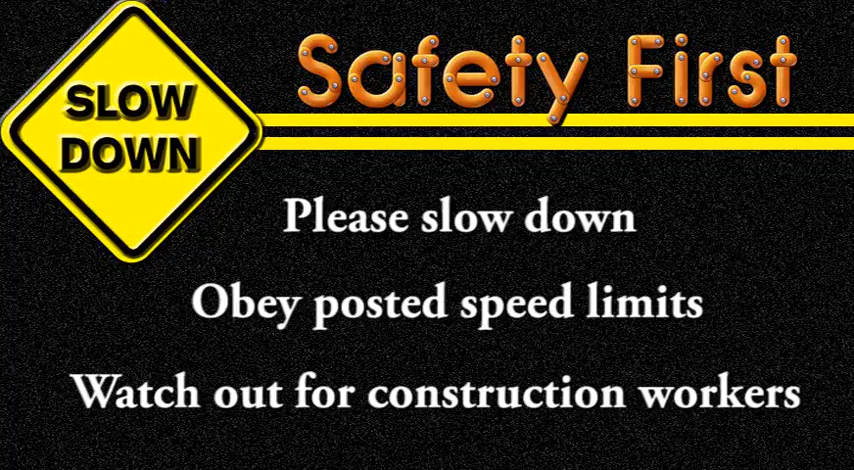 SLOW
DOWN
Safety First
Please slow down
Obey posted speed limits
Watch out for construction workers